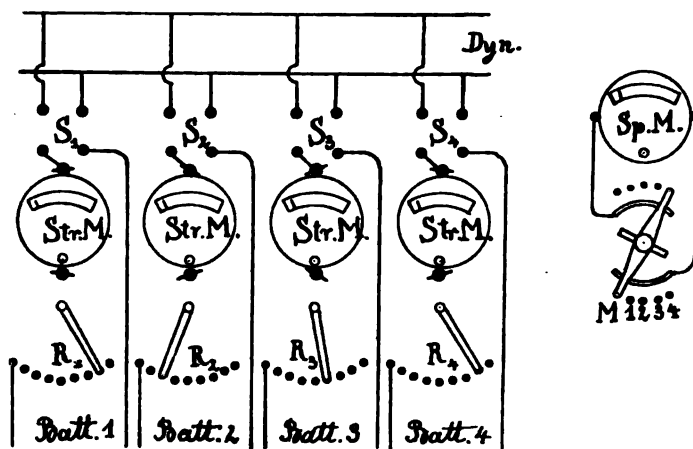 Dyn.
S1 S2 S3 S4
Sp.M.
Str.M. Str.M. Str.M. Str.M.
M 1 2 3 4
Rx R2 R3 R4
Batt.1 Batt.2 Batt.3 Batt.4